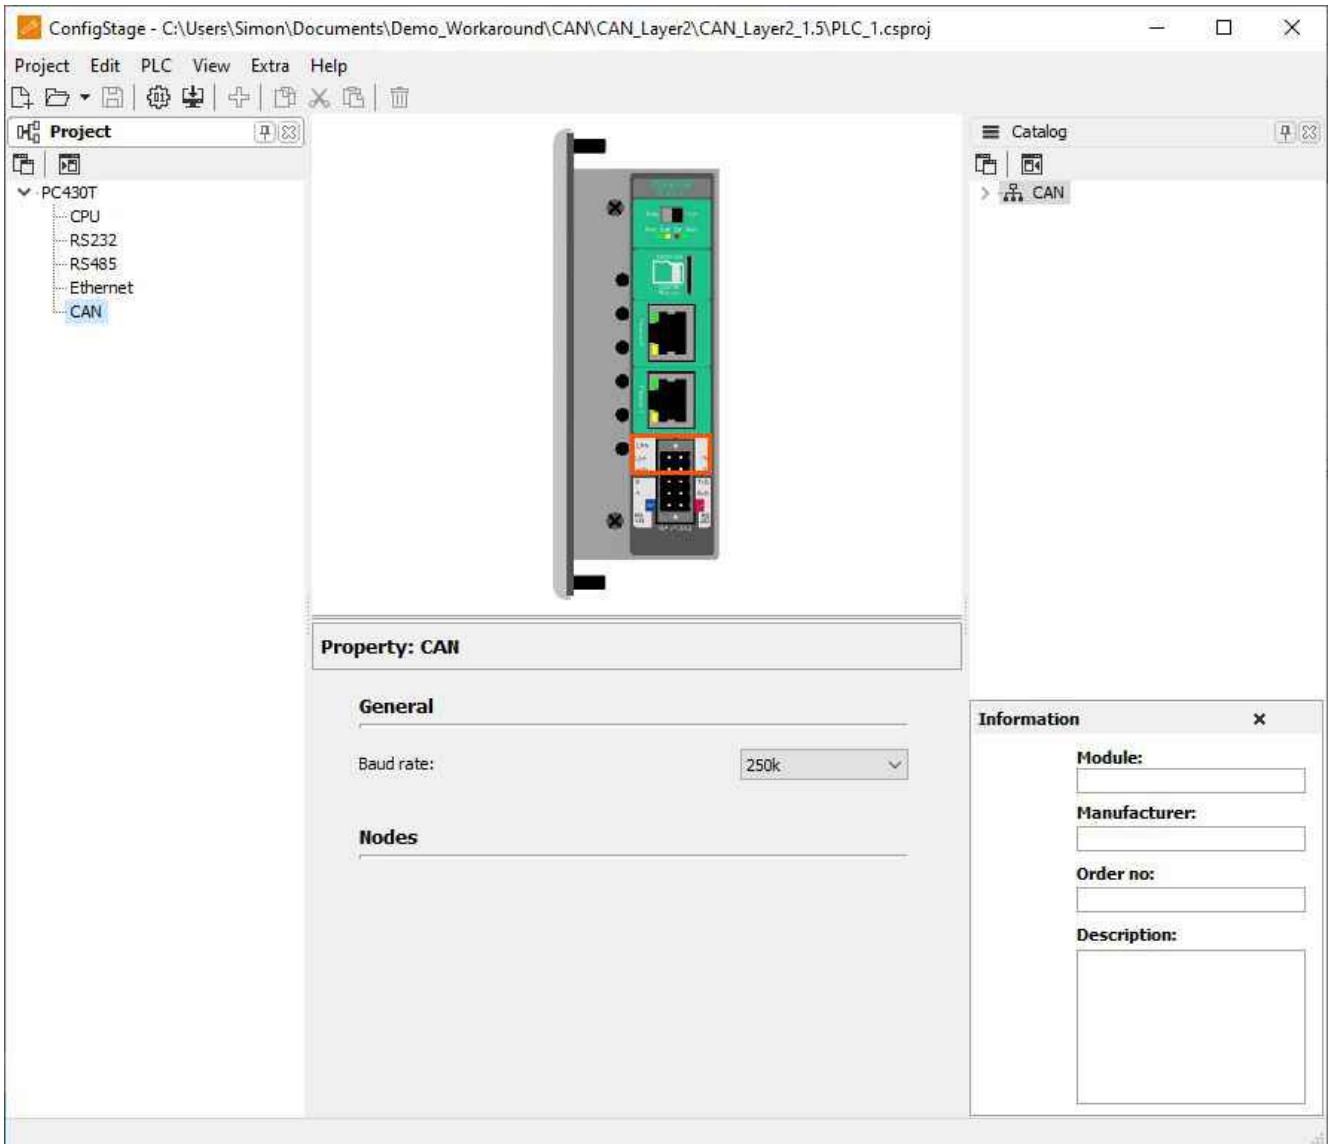 ConfigStage - C:\Users\Simon\Documents\Demo_Workaround\CAN\CAN_Layer2\CAN_Layer2_1.5\PLC_1.csproj
Project Edit PLC View Extra Help
Project
Catalog
PC430T
CPU
RS232
RS485
Ethernet
CAN
CAN
CAN
Property: CAN
General
Baud rate:
250k
Nodes
Information
Module:
Manufacturer:
Order no:
Description: